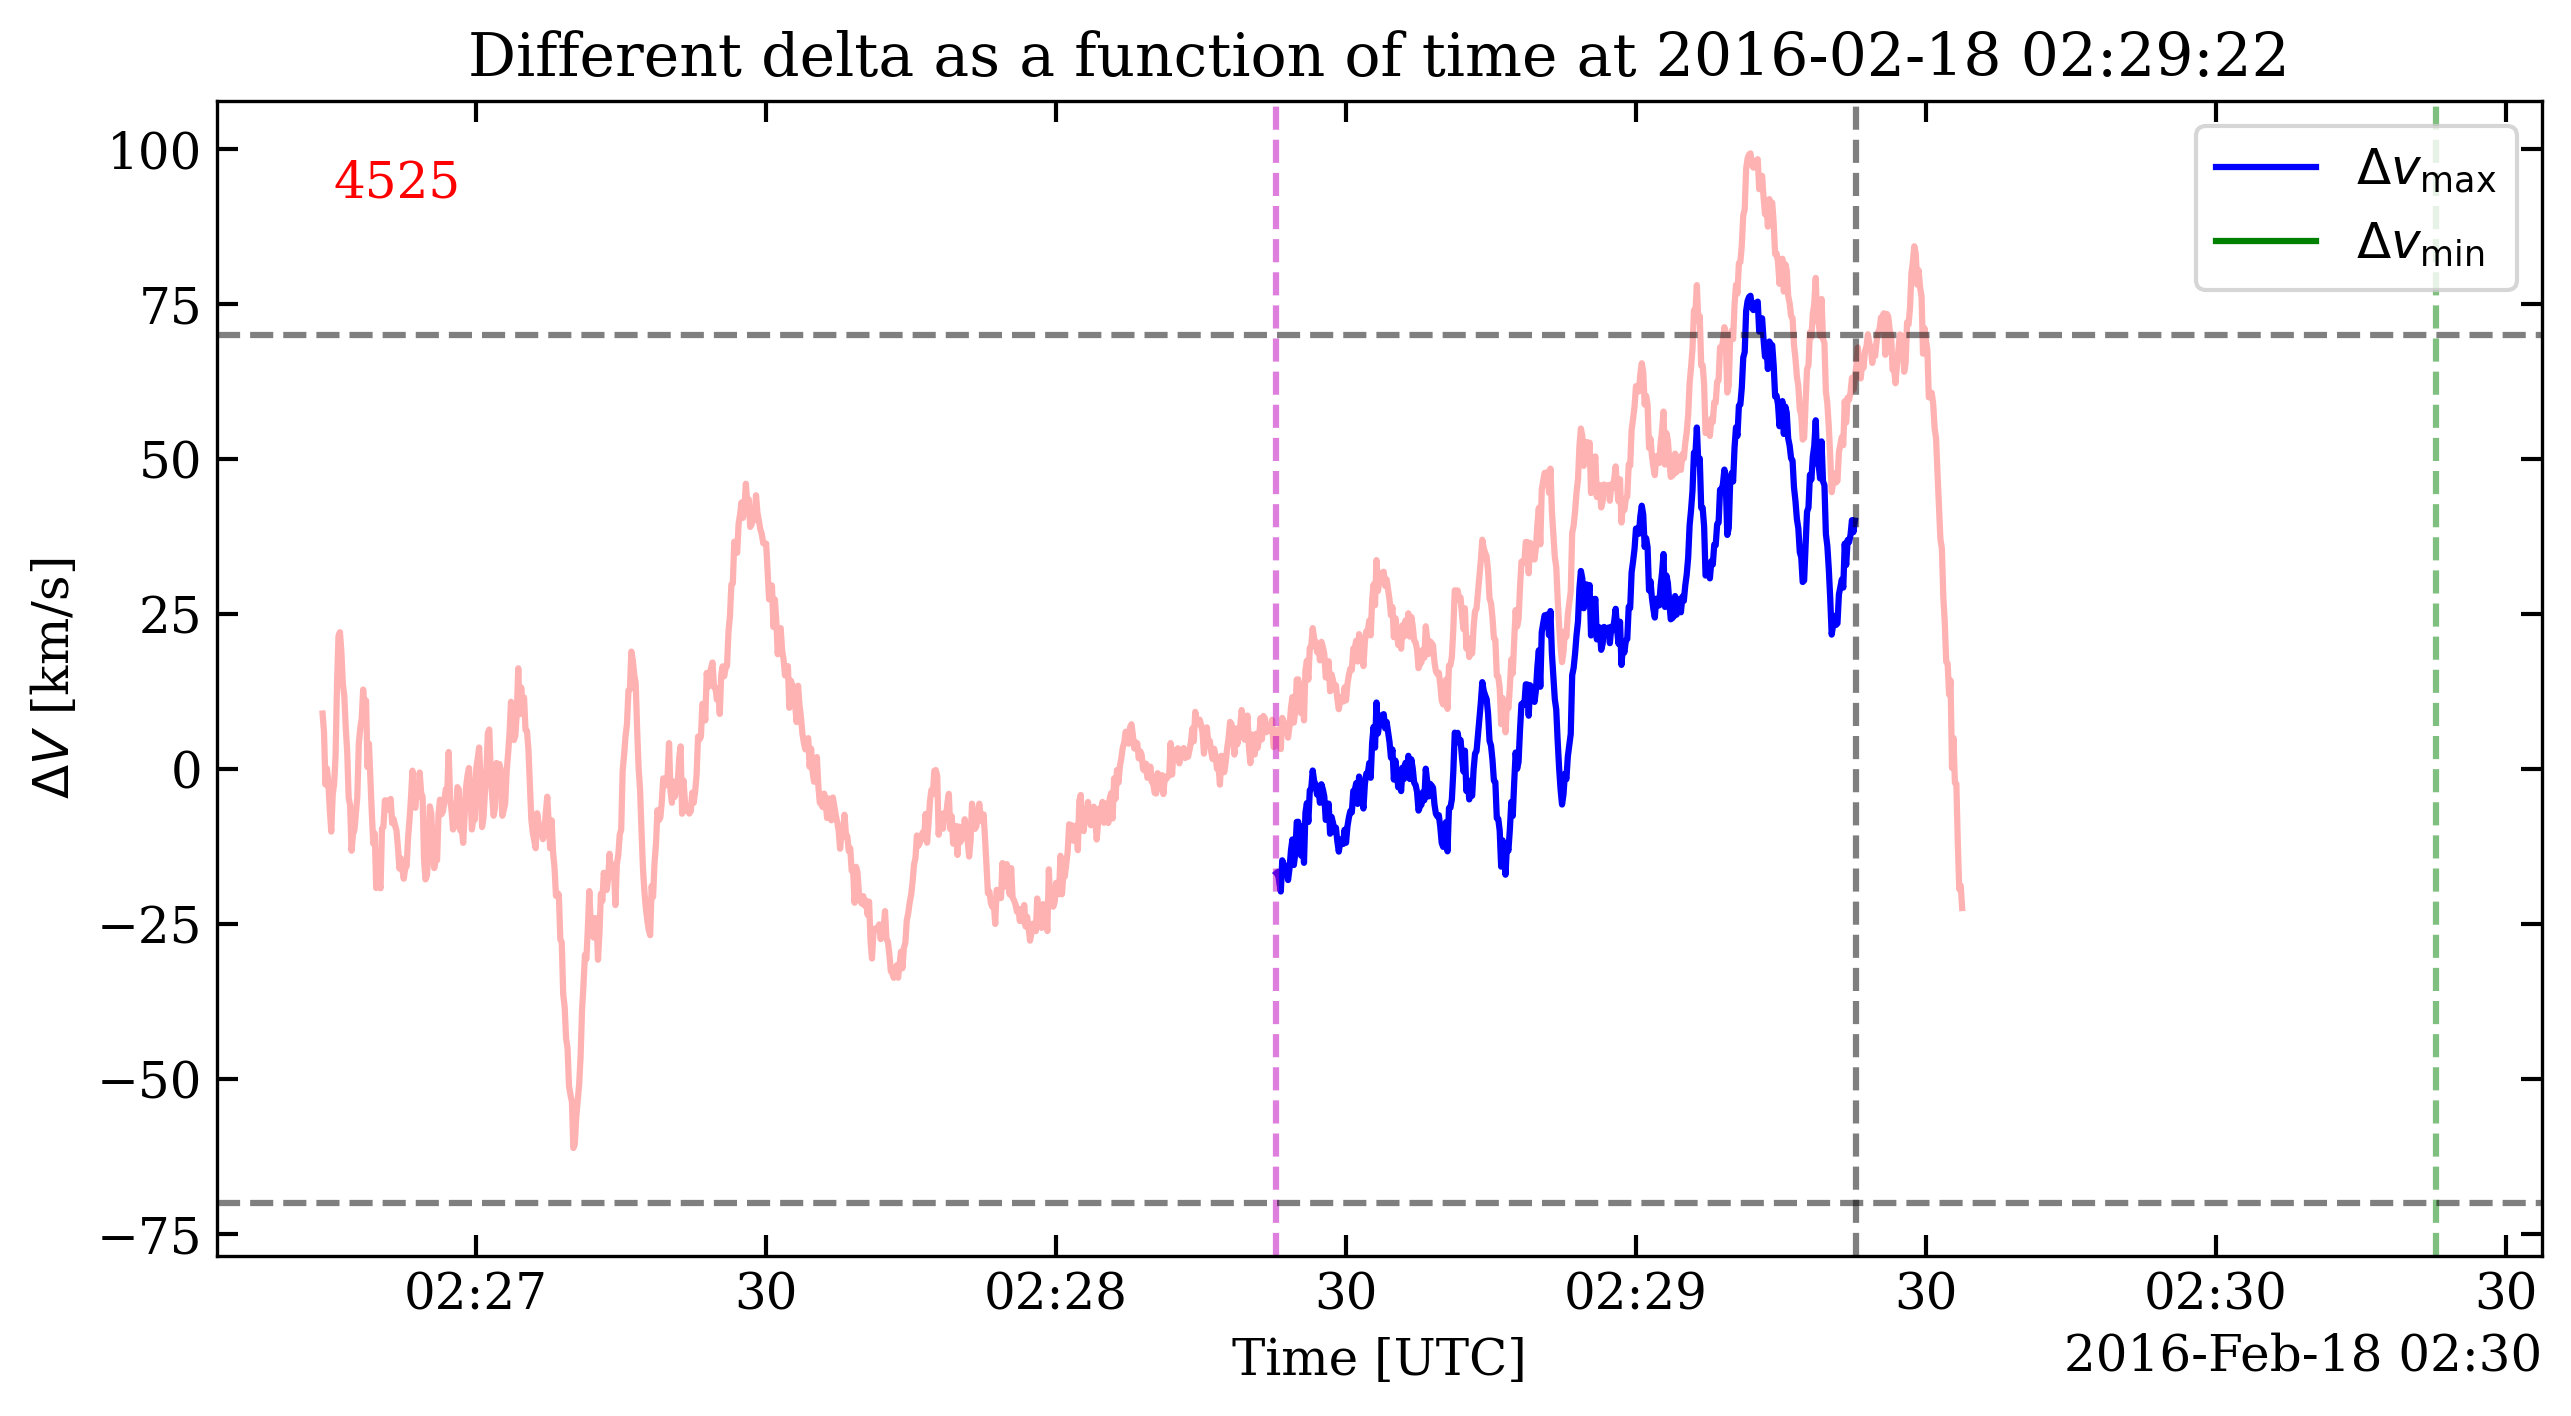 Different delta as a function of time at 2016-02-18 02:29:22
4525
Δv_max
Δv_min
100
75
50
25
0
−25
−50
−75
ΔV [km/s]
02:27 30 02:28 30 02:29 30 02:30 30
Time [UTC]
2016-Feb-18 02:30